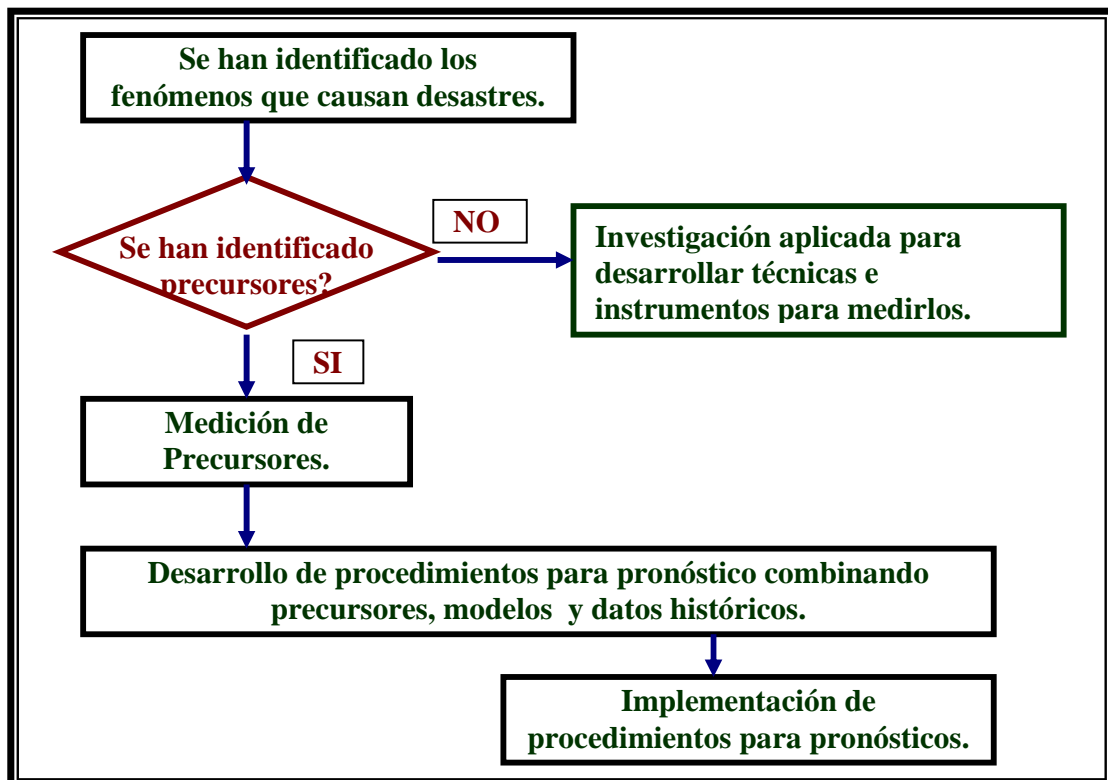 Se han identificado los
fenómenos que causan desastres.
Se han identificado
precursores?
NO
Investigación aplicada para
desarrollar técnicas e
instrumentos para medirlos.
SI
Medición de
Precursores.
Desarrollo de procedimientos para pronóstico combinando
precursores, modelos  y datos históricos.
Implementación de
procedimientos para pronósticos.